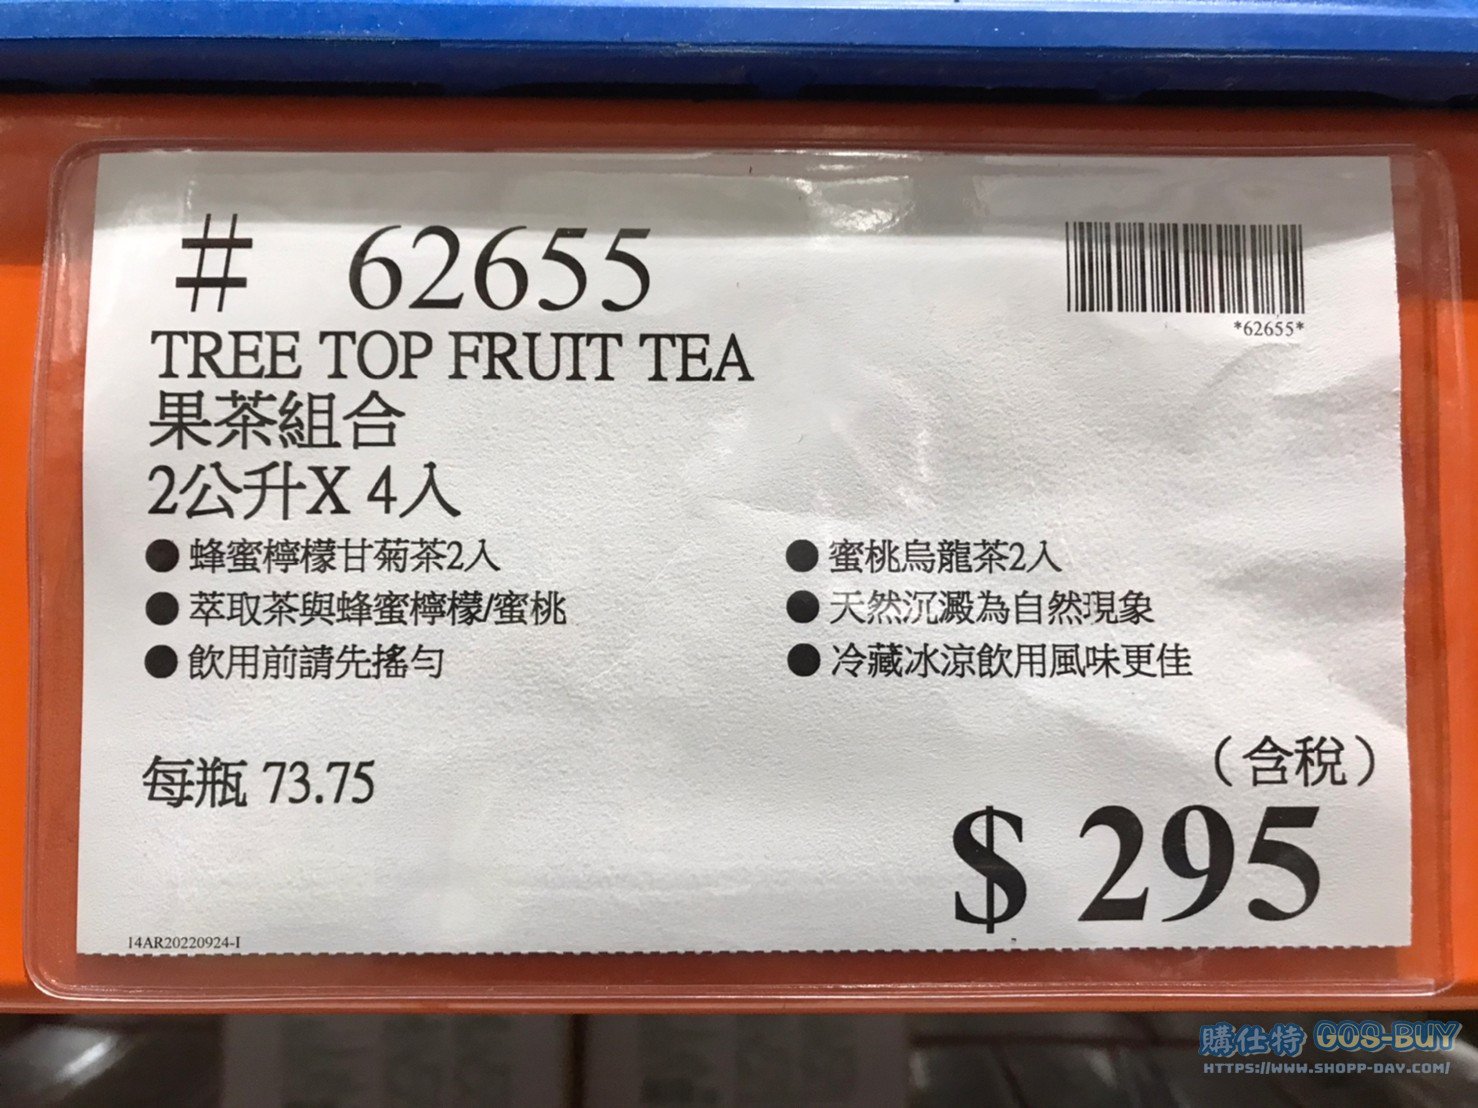 # 62655
*62655*
TREE TOP FRUIT TEA
果茶組合
2公升X 4入
●蜂蜜檸檬甘菊茶2入
●蜜桃烏龍茶2入
●萃取茶與蜂蜜檸檬/蜜桃
●天然沉澱為自然現象
●飲用前請先搖勻
●冷藏冰涼飲用風味更佳
每瓶 73.75
（含稅）
$ 295
14AR20220924-I
購仕特 GOS-BUY
HTTPS://WWW.SHOPP-DAY.COM/